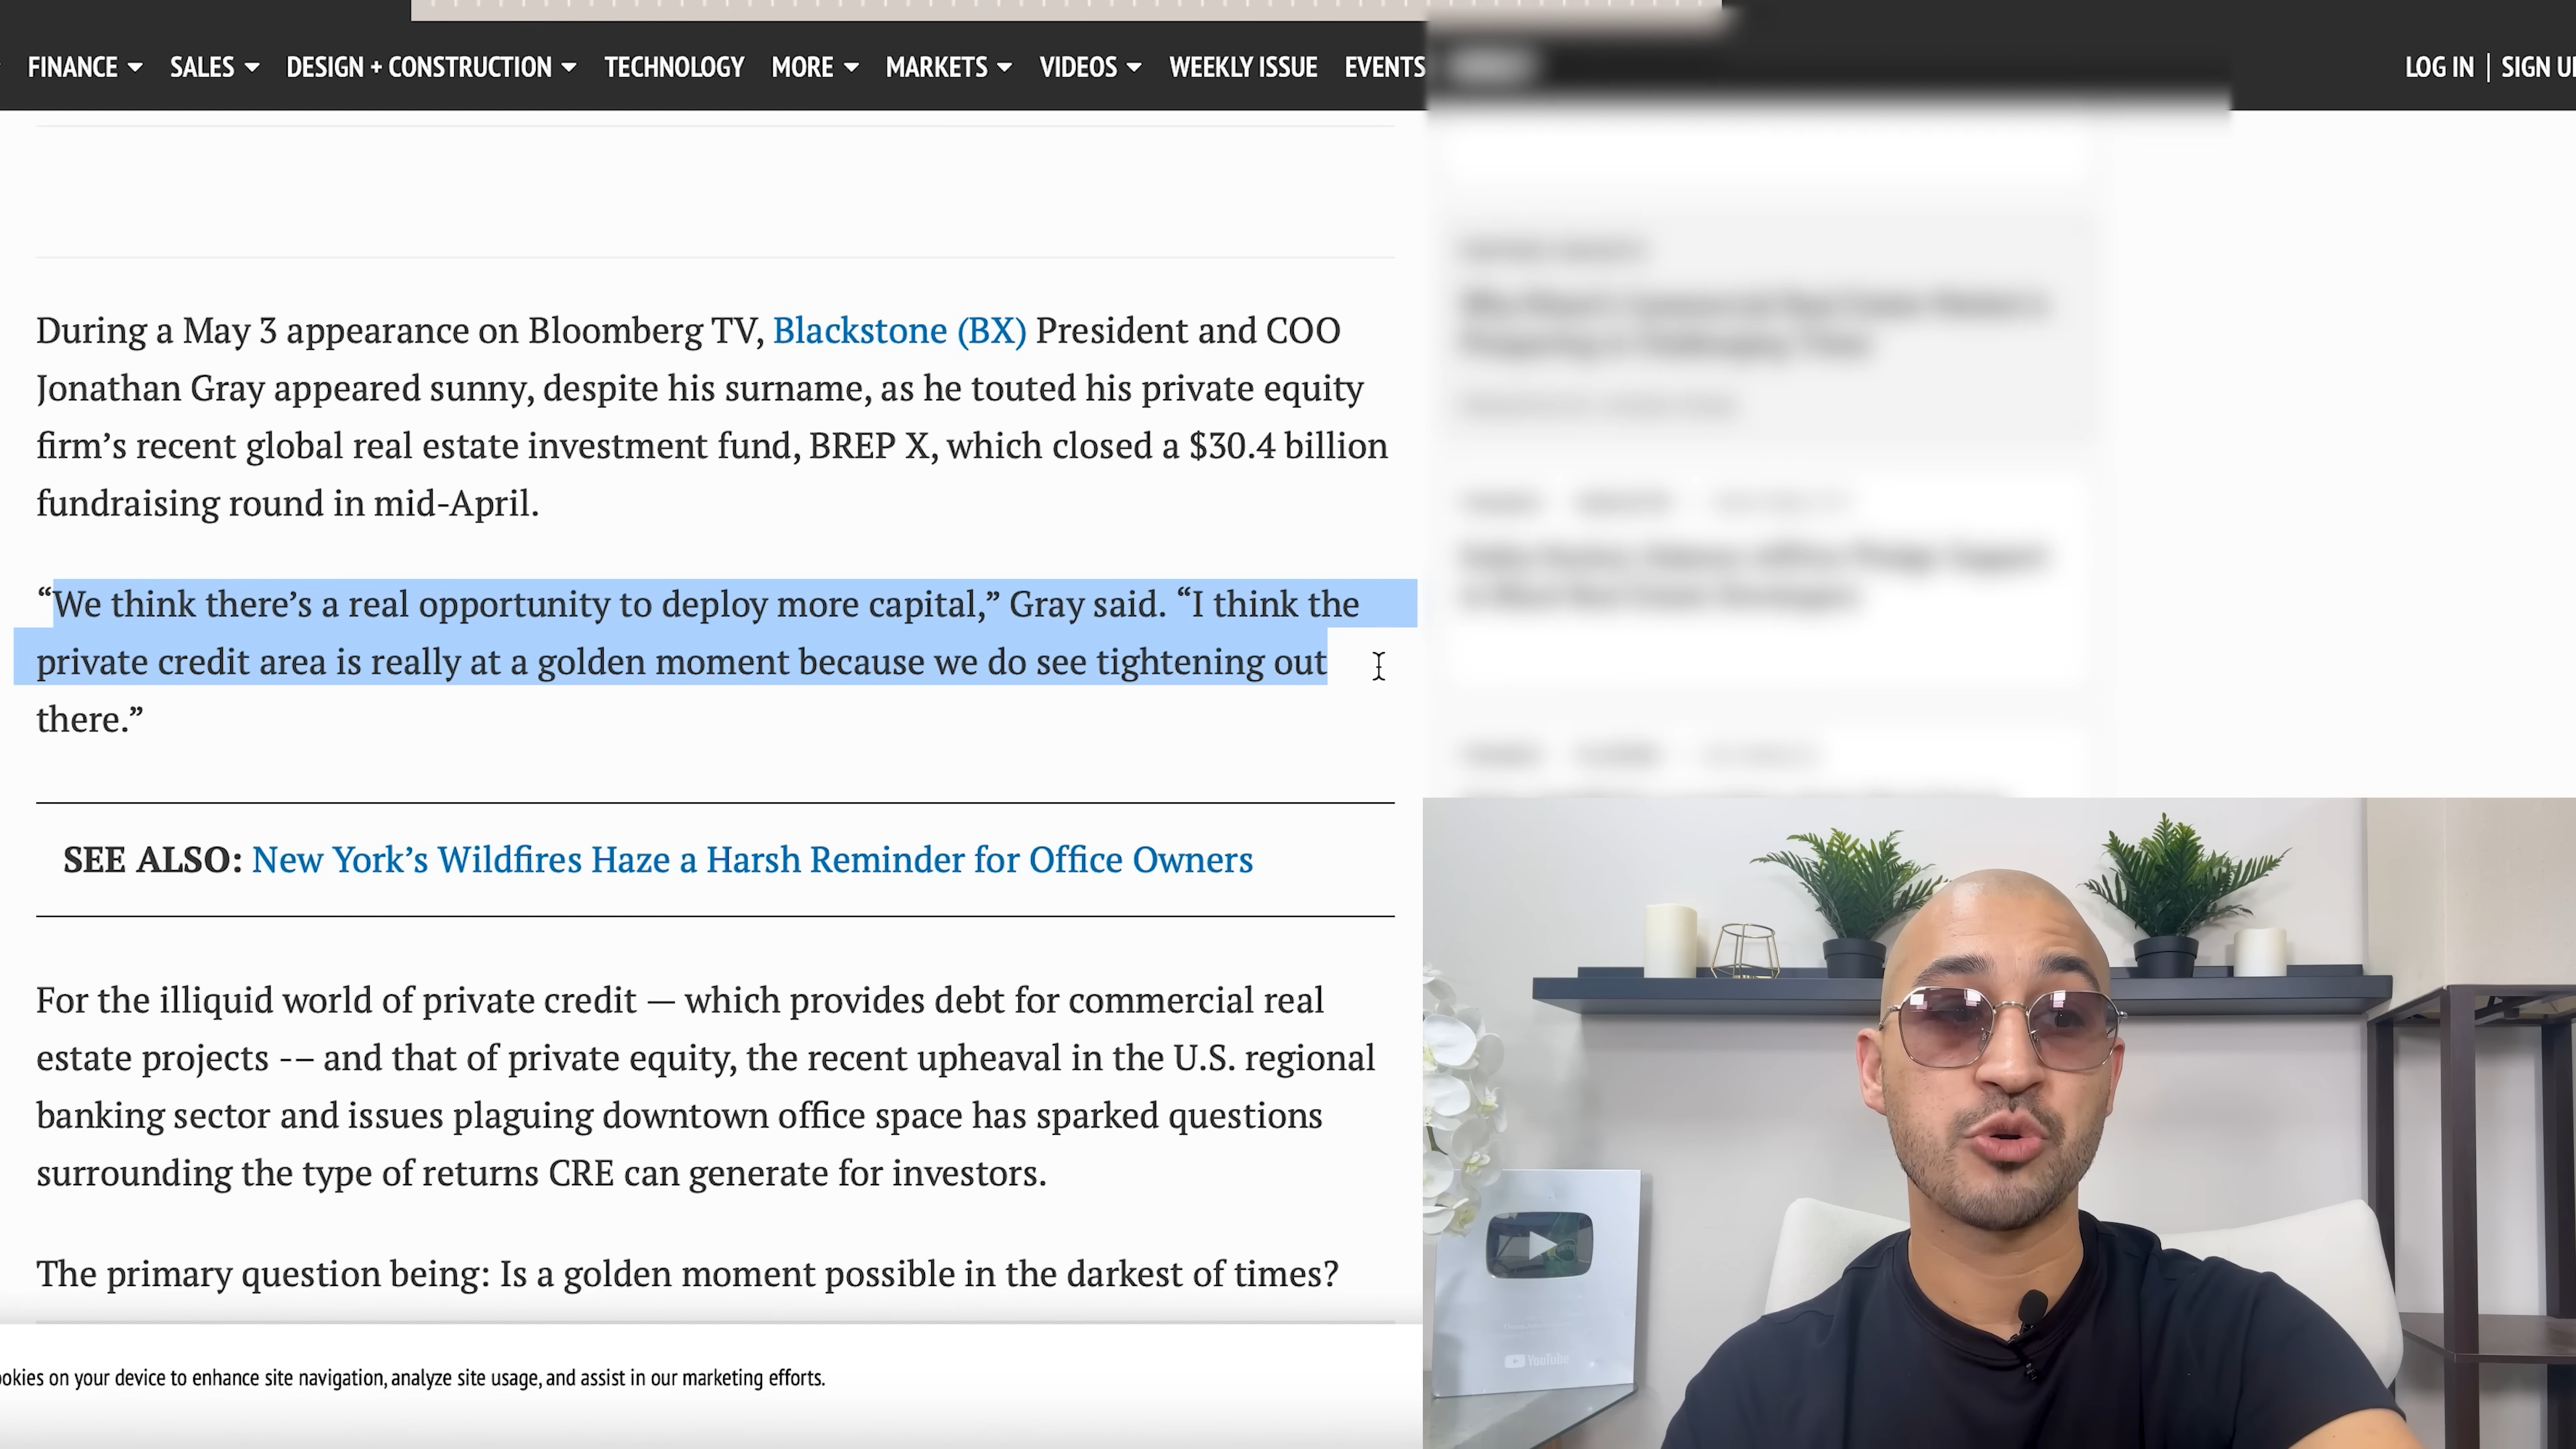 FINANCE SALES DESIGN + CONSTRUCTION TECHNOLOGY MORE MARKETS VIDEOS WEEKLY ISSUE EVENTS LOG IN | SIGN
During a May 3 appearance on Bloomberg TV, Blackstone (BX) President and COO
Jonathan Gray appeared sunny, despite his surname, as he touted his private equity
firm’s recent global real estate investment fund, BREP X, which closed a $30.4 billion
fundraising round in mid-April.
“We think there’s a real opportunity to deploy more capital,” Gray said. “I think the
private credit area is really at a golden moment because we do see tightening out
there.”
SEE ALSO: New York’s Wildfires Haze a Harsh Reminder for Office Owners
For the illiquid world of private credit — which provides debt for commercial real
estate projects -– and that of private equity, the recent upheaval in the U.S. regional
banking sector and issues plaguing downtown office space has sparked questions
surrounding the type of returns CRE can generate for investors.
The primary question being: Is a golden moment possible in the darkest of times?
okies on your device to enhance site navigation, analyze site usage, and assist in our marketing efforts.
YouTube